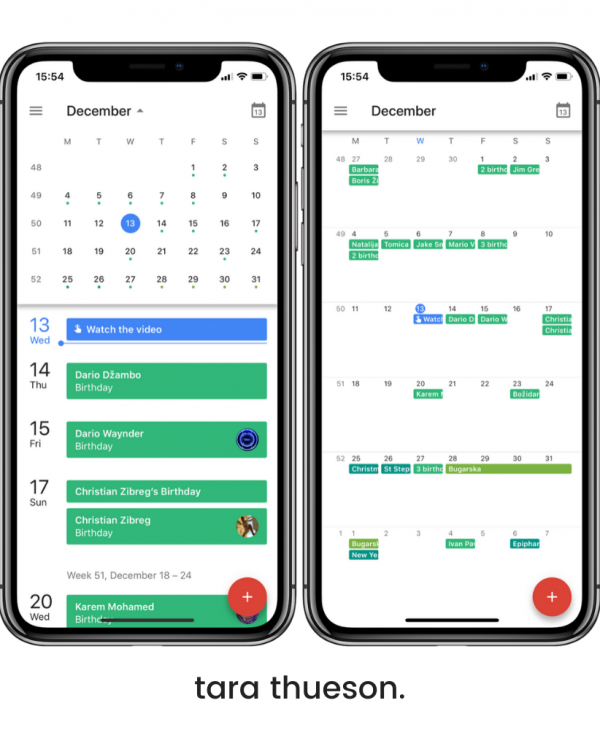 15:54
December
13
M T W T F S S
48 1 2 3
49 4 5 6 7 8 9 10
50 11 12 13 14 15 16 17
51 18 19 20 21 22 23 24
52 25 26 27 28 29 30 31
13
Wed
Watch the video
14
Thu
Dario Džambo
Birthday
15
Fri
Dario Waynder
Birthday
17
Sun
Christian Zibreg's Birthday
Christian Zibreg
Birthday
Week 51, December 18 – 24
20
Wed
Karem Mohamed
Birthday
+
15:54
December
13
M T W T F S S
48 27 28 29 30 1 2 3
Barbara 2 birthd Jim Gre
Boris Ži
49 4 5 6 7 8 9 10
Natalija Tomica Jake Sn Mario V 3 birthd
2 birthd
50 11 12 13 14 15 16 17
Watch Dario D Dario W Christia
Christia
51 18 19 20 21 22 23 24
Karem M Božidar
52 25 26 27 28 29 30 31
Christm St Step 3 birthd Bugarska
1 1 2 3 4 5 6 7
Bugarsk Ivan Pa Epiphan
New Ye
+
tara thueson.